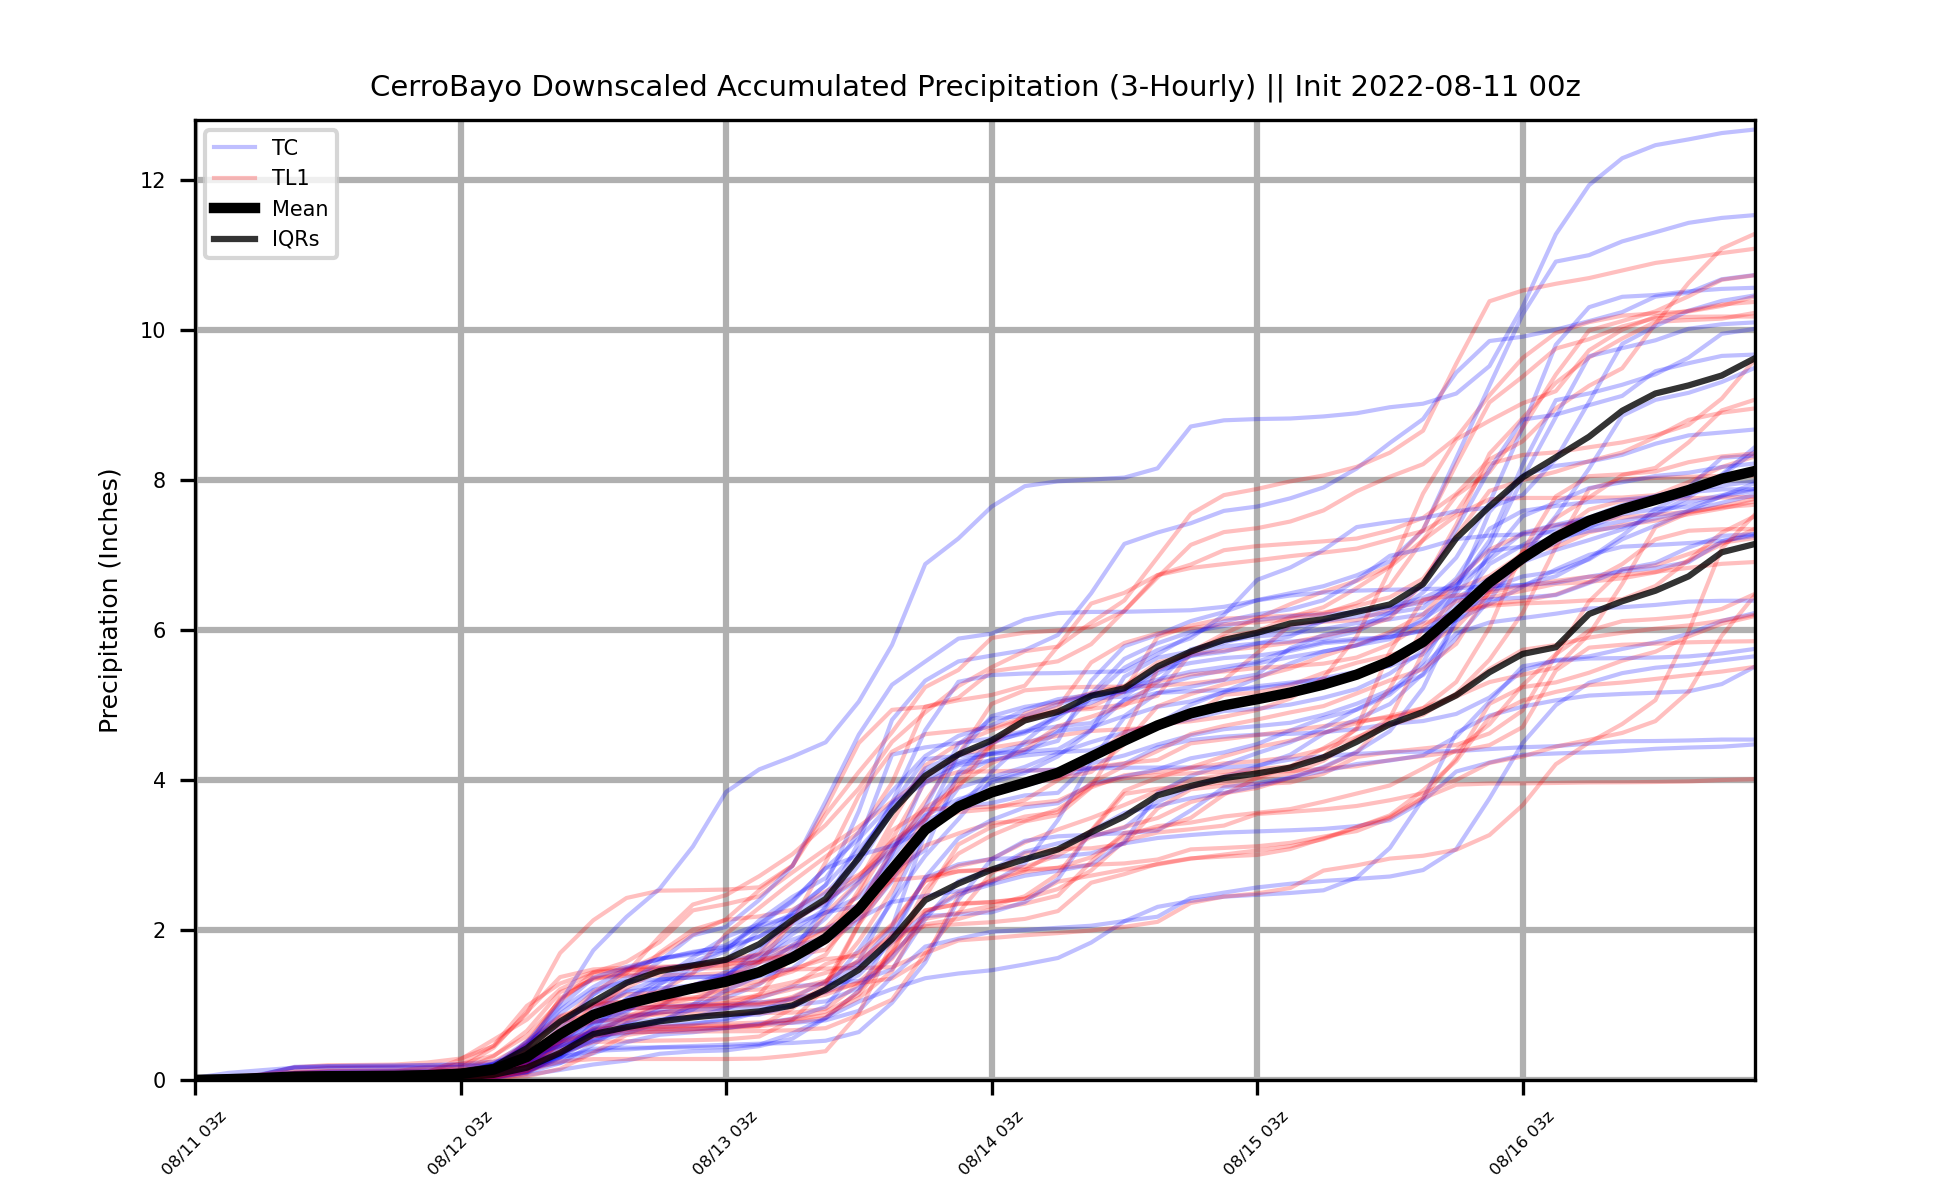 CerroBayo Downscaled Accumulated Precipitation (3-Hourly) || Init 2022-08-11 00z
TC
TL1
Mean
IQRs
Precipitation (Inches)
12
10
8
6
4
2
0
08/11 03z
08/12 03z
08/13 03z
08/14 03z
08/15 03z
08/16 03z